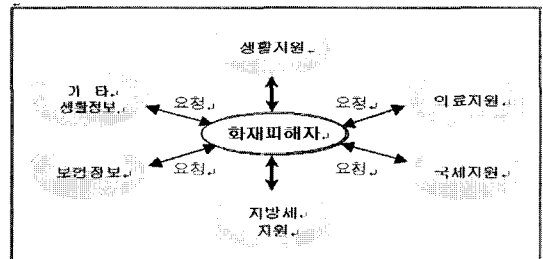 생활지원
기 타
생활정보
요청
요청
의료지원
화재피해자
보험정보
요청
요청
국세지원
지방세
지원